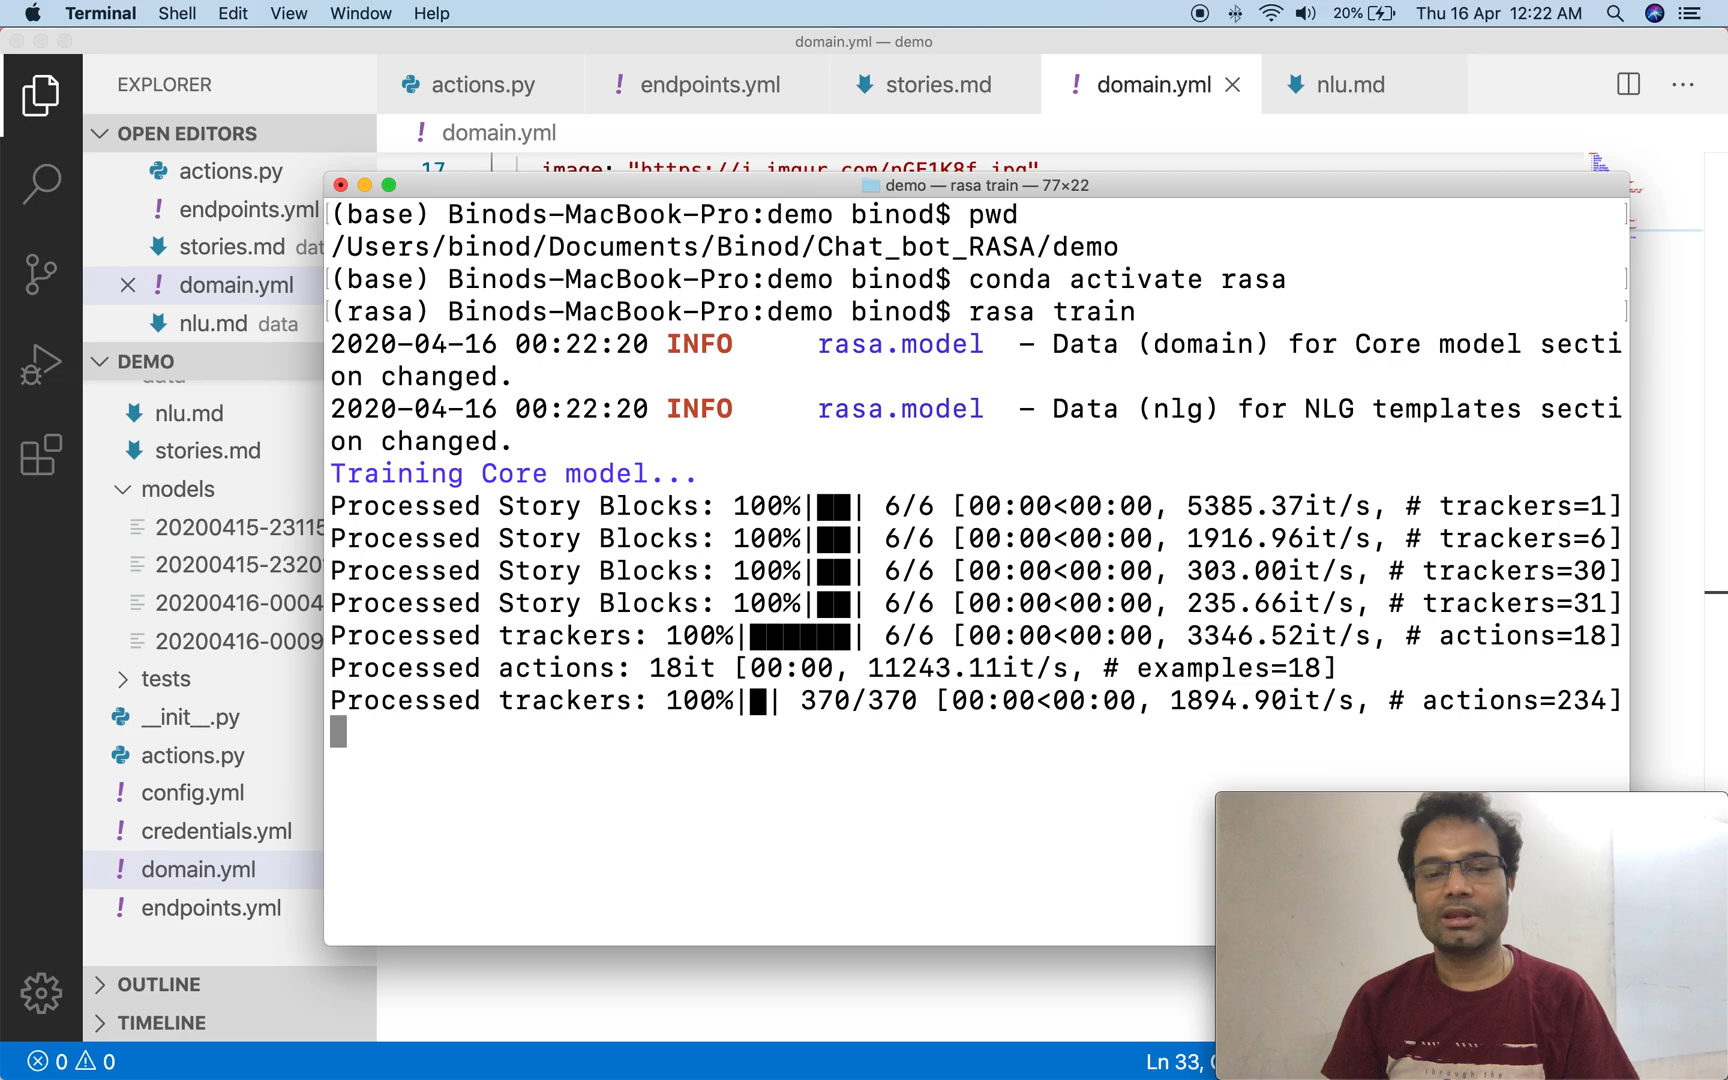 Terminal Shell Edit View Window Help 20% Thu 16 Apr 12:22 AM
domain.yml — demo
EXPLORER
actions.py
endpoints.yml
stories.md
domain.yml
nlu.md
OPEN EDITORS
actions.py
endpoints.yml
stories.md
domain.yml
nlu.md data
DEMO
data
nlu.md
stories.md
models
20200415-23115
20200415-2320
20200416-0004
20200416-0009
tests
__init__.py
actions.py
config.yml
credentials.yml
domain.yml
endpoints.yml
OUTLINE
TIMELINE
domain.yml
17 image: "https://i.imgur.com/nGF1K8f.jpg"
demo — rasa train — 77×22
(base) Binods-MacBook-Pro:demo binod$ pwd
/Users/binod/Documents/Binod/Chat_bot_RASA/demo
(base) Binods-MacBook-Pro:demo binod$ conda activate rasa
(rasa) Binods-MacBook-Pro:demo binod$ rasa train
2020-04-16 00:22:20 INFO rasa.model - Data (domain) for Core model secti
on changed.
2020-04-16 00:22:20 INFO rasa.model - Data (nlg) for NLG templates secti
on changed.
Training Core model...
Processed Story Blocks: 100%|██| 6/6 [00:00<00:00, 5385.37it/s, # trackers=1]
Processed Story Blocks: 100%|██| 6/6 [00:00<00:00, 1916.96it/s, # trackers=6]
Processed Story Blocks: 100%|██| 6/6 [00:00<00:00, 303.00it/s, # trackers=30]
Processed Story Blocks: 100%|██| 6/6 [00:00<00:00, 235.66it/s, # trackers=31]
Processed trackers: 100%|██████| 6/6 [00:00<00:00, 3346.52it/s, # actions=18]
Processed actions: 18it [00:00, 11243.11it/s, # examples=18]
Processed trackers: 100%|█| 370/370 [00:00<00:00, 1894.90it/s, # actions=234]
through the
0 0
Ln 33,